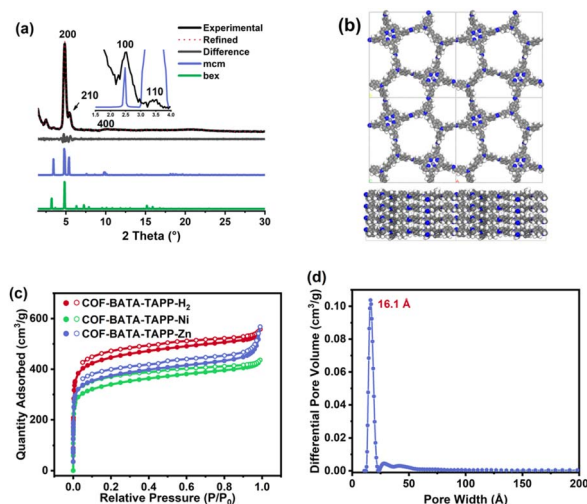 (a)
Experimental
Refined
Difference
mcm
bex
200
210
400
100
110
1.5 2.0 2.5 3.0 3.5 4.0
5 10 15 20 25 30
2 Theta (°)
(b)
(c)
COF-BATA-TAPP-H2
COF-BATA-TAPP-Ni
COF-BATA-TAPP-Zn
600
400
200
0
0.0 0.2 0.4 0.6 0.8 1.0
Quantity Adsorbed (cm³/g)
Relative Pressure (P/P0)
(d)
16.1 Å
0.10
0.08
0.06
0.04
0.02
0.00
0 50 100 150 200
Differential Pore Volume (cm³/g)
Pore Width (Å)